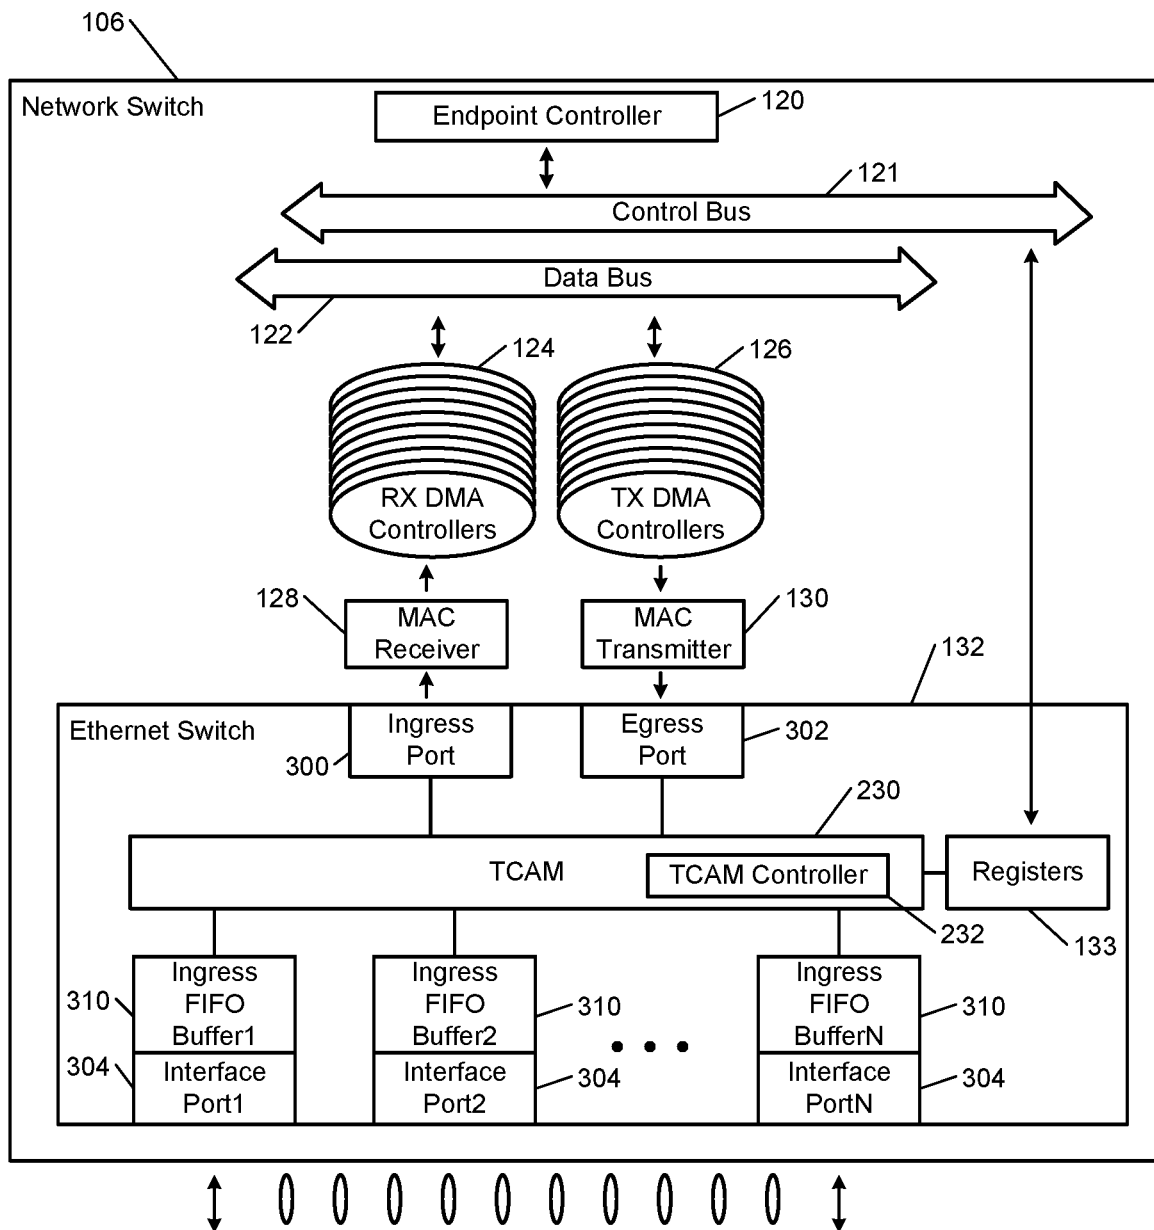 106
Network Switch
Endpoint Controller
120
121
Control Bus
Data Bus
122
124
126
RX DMA
Controllers
TX DMA
Controllers
128
MAC
Receiver
MAC
Transmitter
130
132
Ethernet Switch
Ingress
Port
300
Egress
Port
302
230
TCAM
TCAM Controller
232
Registers
133
310
Ingress
FIFO
Buffer1
304
Interface
Port1
Ingress
FIFO
Buffer2
310
Interface
Port2
304
Ingress
FIFO
BufferN
310
Interface
PortN
304